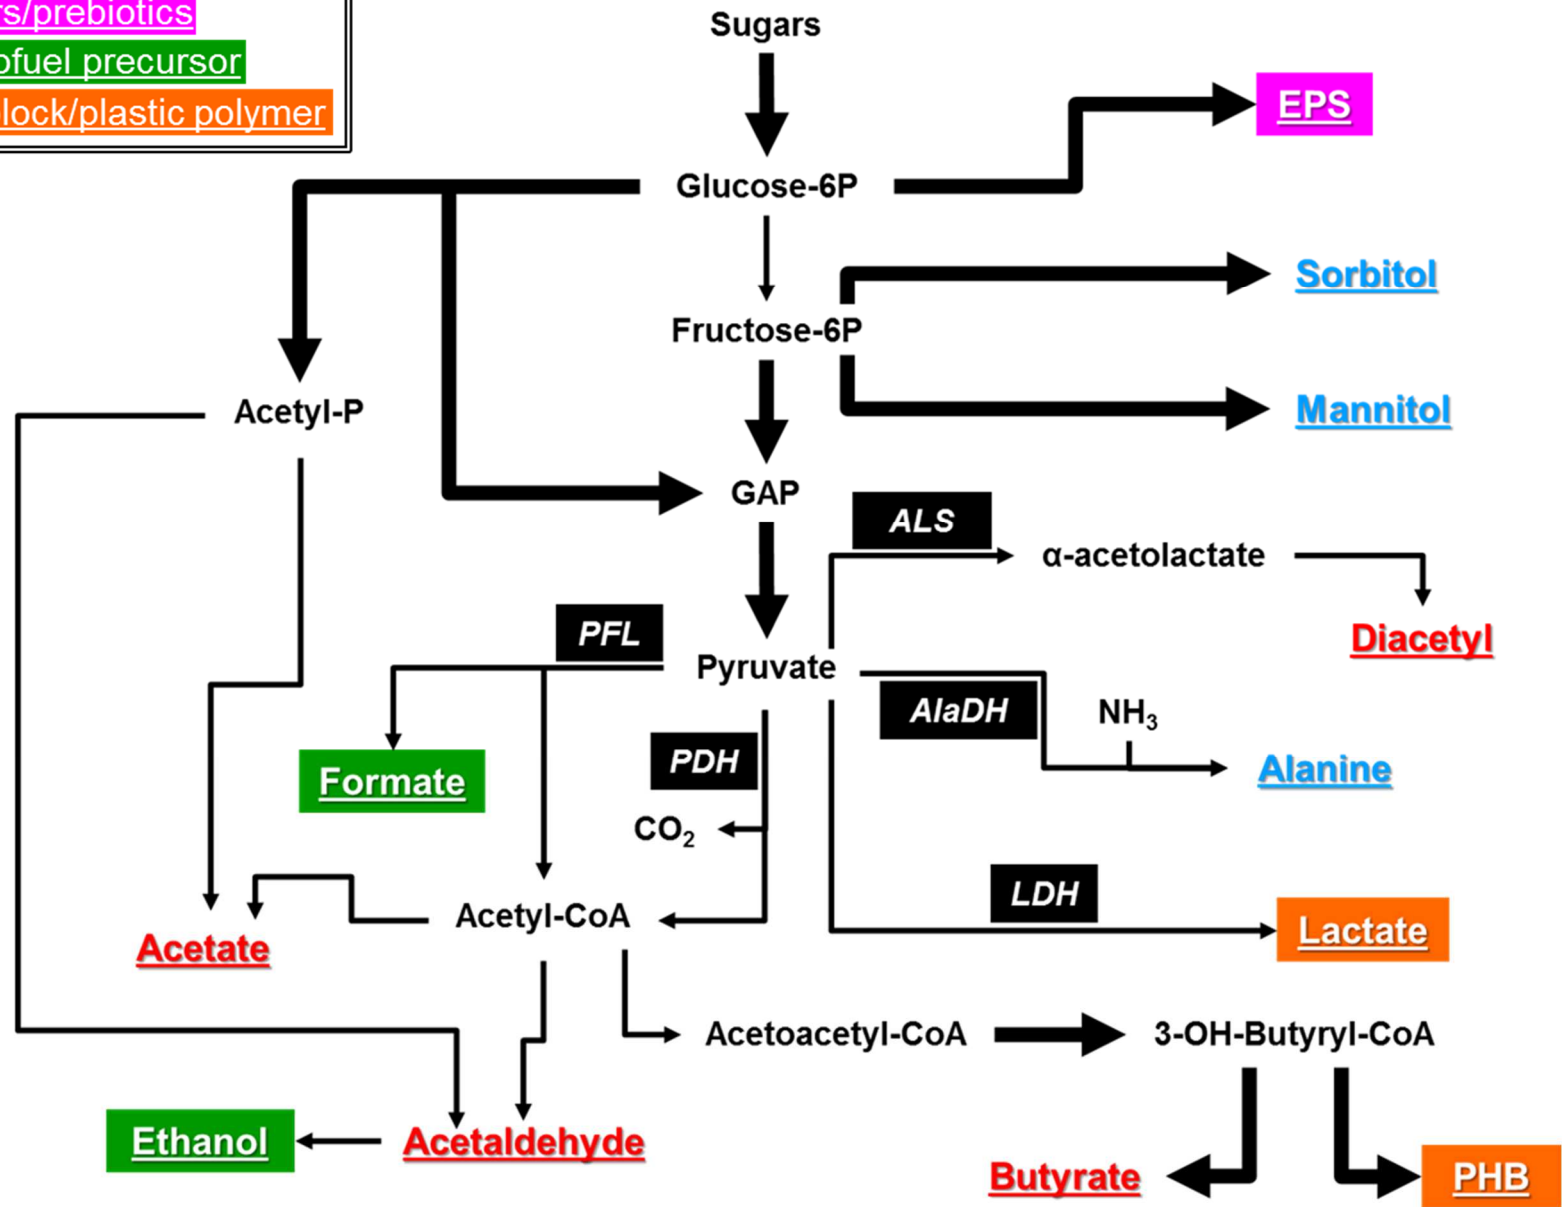 rs/prebiotics
ofuel precursor
lock/plastic polymer
Sugars
EPS
Glucose-6P
Sorbitol
Fructose-6P
Mannitol
Acetyl-P
GAP
ALS
α-acetolactate
Diacetyl
PFL
Pyruvate
AlaDH
NH3
Alanine
PDH
Formate
CO2
LDH
Acetyl-CoA
Lactate
Acetate
Acetoacetyl-CoA
3-OH-Butyryl-CoA
Ethanol
Acetaldehyde
Butyrate
PHB